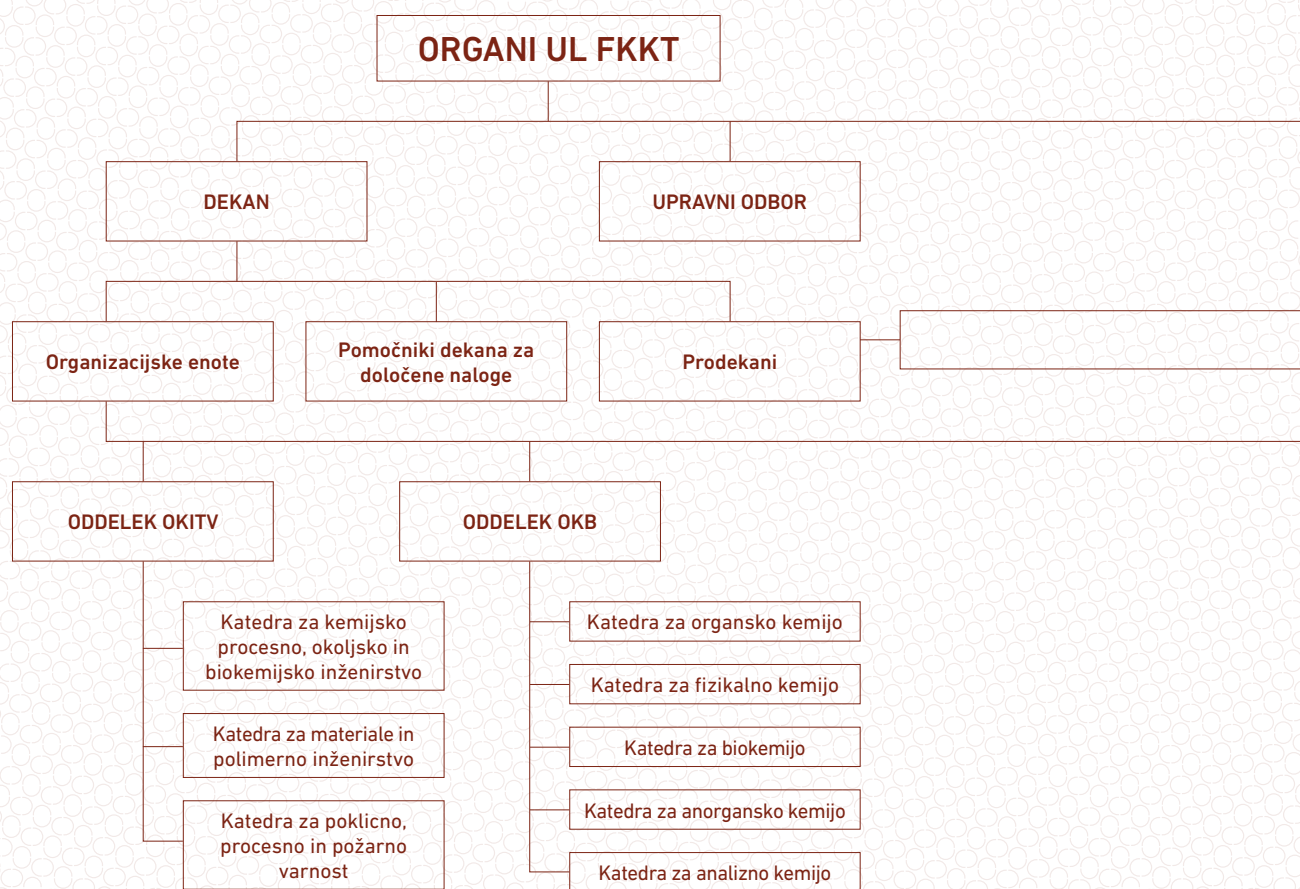 ORGANI UL FKKT
DEKAN
UPRAVNI ODBOR
Organizacijske enote
Pomočniki dekana za
določene naloge
Prodekani
ODDELEK OKITV
ODDELEK OKB
Katedra za kemijsko
procesno, okoljsko in
biokemijsko inženirstvo
Katedra za materiale in
polimerno inženirstvo
Katedra za poklicno,
procesno in požarno
varnost
Katedra za organsko kemijo
Katedra za fizikalno kemijo
Katedra za biokemijo
Katedra za anorgansko kemijo
Katedra za analizno kemijo